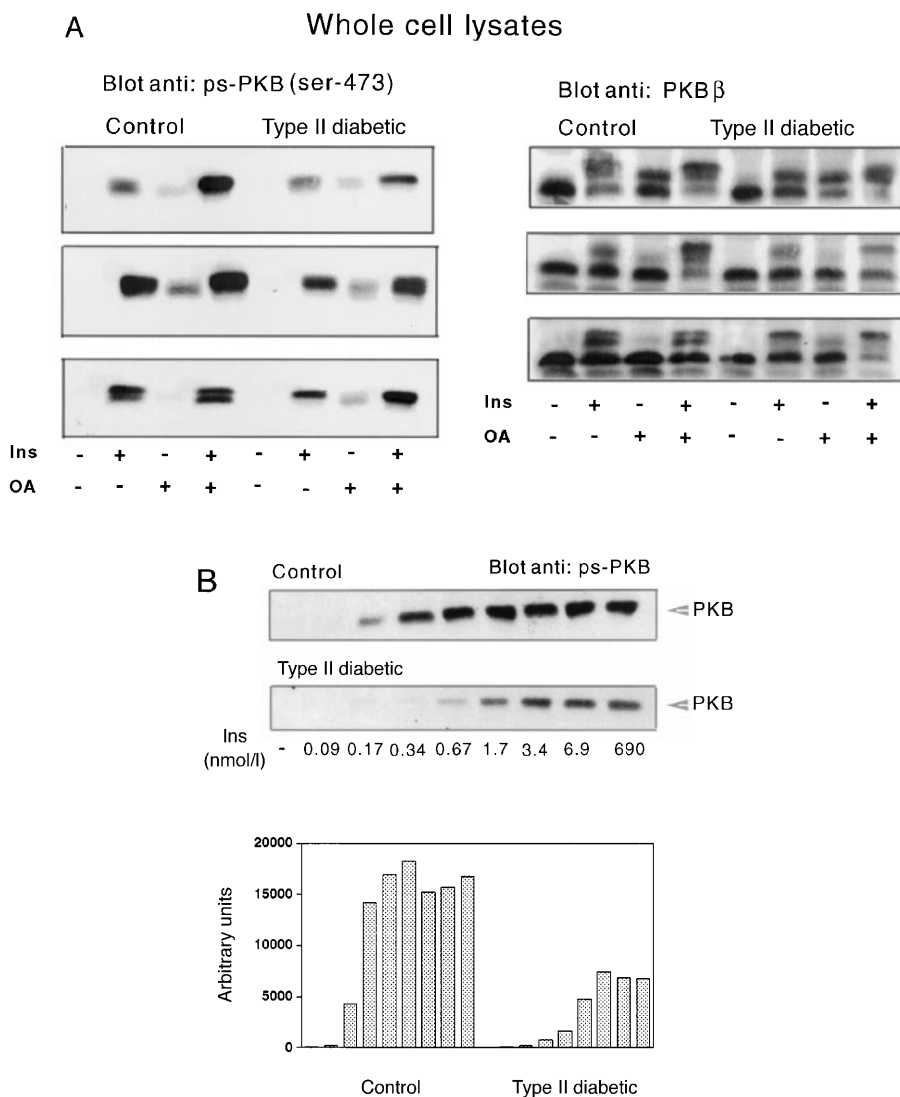 A
Whole cell lysates
Blot anti: ps-PKB (ser-473)
Control Type II diabetic
Ins - + - + - + - +
OA - - + + - - + +
Blot anti: PKB β
Control Type II diabetic
Ins - + - + - + - +
OA - - + + - - + +
B
Control Blot anti: ps-PKB
PKB
Type II diabetic
PKB
Ins (nmol/l) - 0.09 0.17 0.34 0.67 1.7 3.4 6.9 690
20000
15000
10000
5000
0
Arbitrary units
Control Type II diabetic